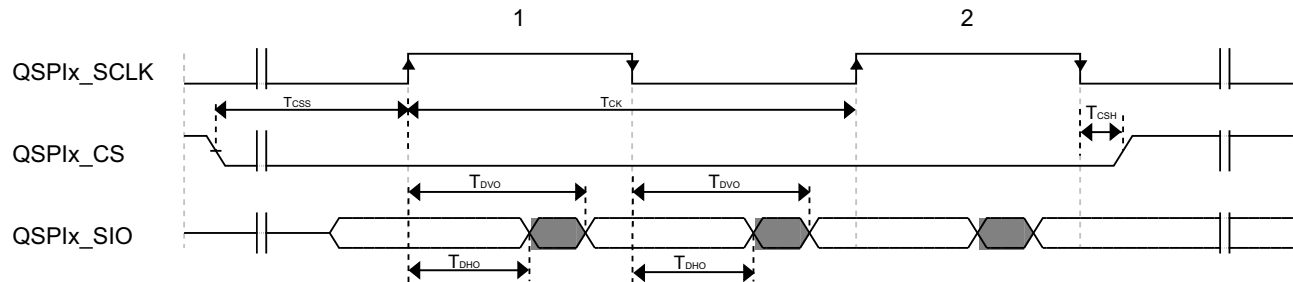 1 2
QSPIx_SCLK
TCSS TCK
TCSH
QSPIx_CS
TDVO TDVO
QSPIx_SIO
TDHO TDHO